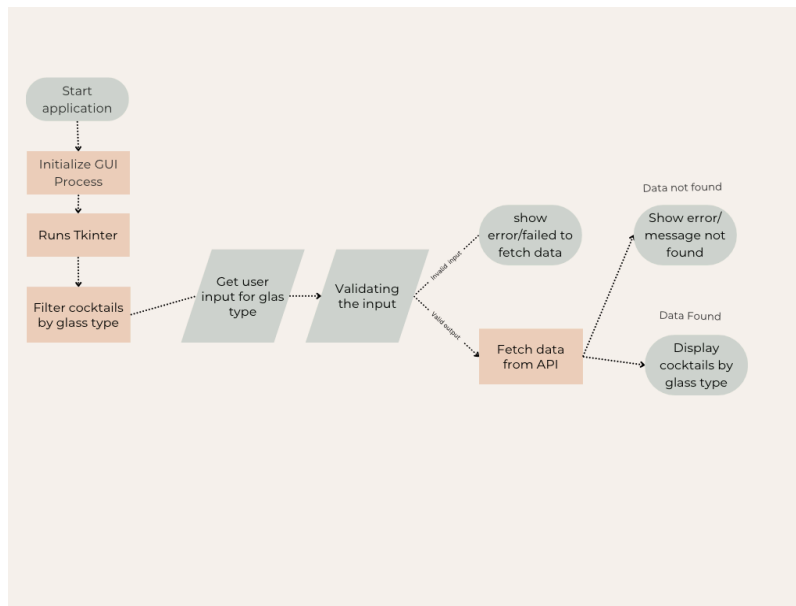 Start
application
Initialize GUI
Process
Runs Tkinter
Filter cocktails
by glass type
Get user
input for glas
type
Validating
the input
Invalid input
show
error/failed to
fetch data
Valid output
Fetch data
from API
Data not found
Show error/
message not
found
Data Found
Display
cocktails by
glass type